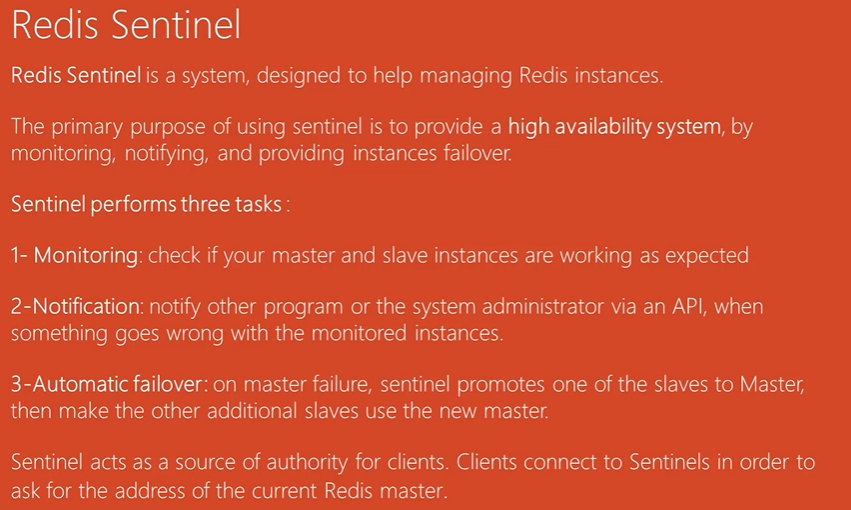 Redis Sentinel
Redis Sentinel is a system, designed to help managing Redis instances.
The primary purpose of using sentinel is to provide a high availability system, by
monitoring, notifying, and providing instances failover.
Sentinel performs three tasks :
1- Monitoring: check if your master and slave instances are working as expected
2-Notification: notify other program or the system administrator via an API, when
something goes wrong with the monitored instances.
3-Automatic failover: on master failure, sentinel promotes one of the slaves to Master,
then make the other additional slaves use the new master.
Sentinel acts as a source of authority for clients. Clients connect to Sentinels in order to
ask for the address of the current Redis master.